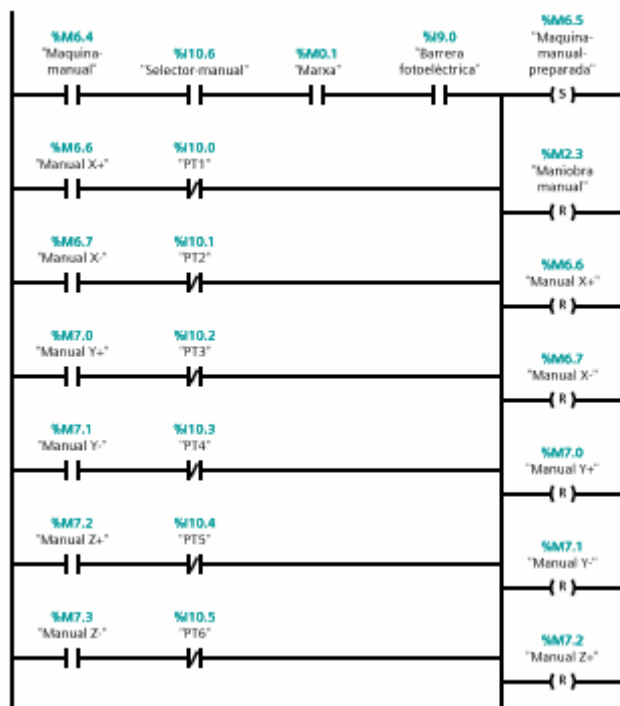 %M6.4
"Maquina-
manual"
%I10.6
"Selector-manual"
%M0.1
"Marxa"
%I9.0
"Barrera
fotoelèctrica"
%M6.5
"Maquina-
manual-
preparada"
S
%M6.6
"Manual X+"
%I10.0
"PT1"
%M2.3
"Maniobra
manual"
R
%M6.7
"Manual X-"
%I10.1
"PT2"
%M6.6
"Manual X+"
R
%M7.0
"Manual Y+"
%I10.2
"PT3"
%M6.7
"Manual X-"
R
%M7.1
"Manual Y-"
%I10.3
"PT4"
%M7.0
"Manual Y+"
R
%M7.2
"Manual Z+"
%I10.4
"PT5"
%M7.1
"Manual Y-"
R
%M7.3
"Manual Z-"
%I10.5
"PT6"
%M7.2
"Manual Z+"
R